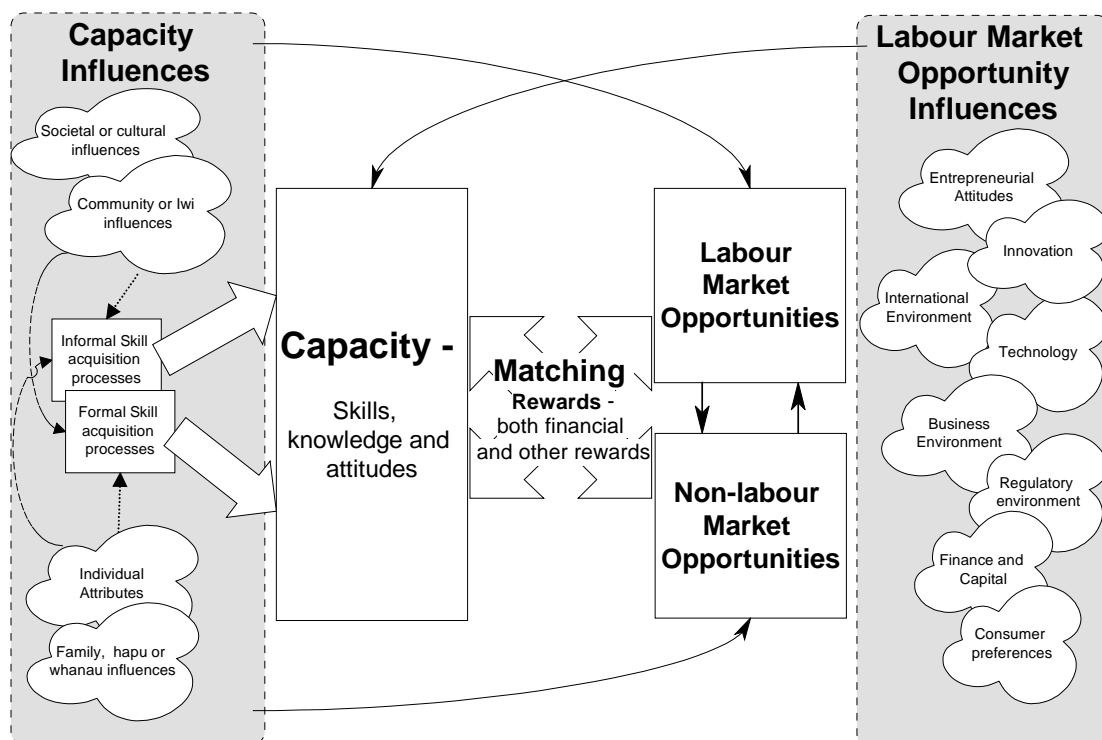 Capacity
Influences
Societal or cultural
influences
Community or Iwi
influences
Informal Skill
acquisition
processes
Formal Skill
acquisition
processes
Individual
Attributes
Family, hapu or
whanau influences
Capacity -
Skills,
knowledge and
attitudes
Matching
Rewards -
both financial
and other rewards
Labour
Market
Opportunities
Non-labour
Market
Opportunities
Labour Market
Opportunity
Influences
Entrepreneurial
Attitudes
Innovation
International
Environment
Technology
Business
Environment
Regulatory
environment
Finance and
Capital
Consumer
preferences